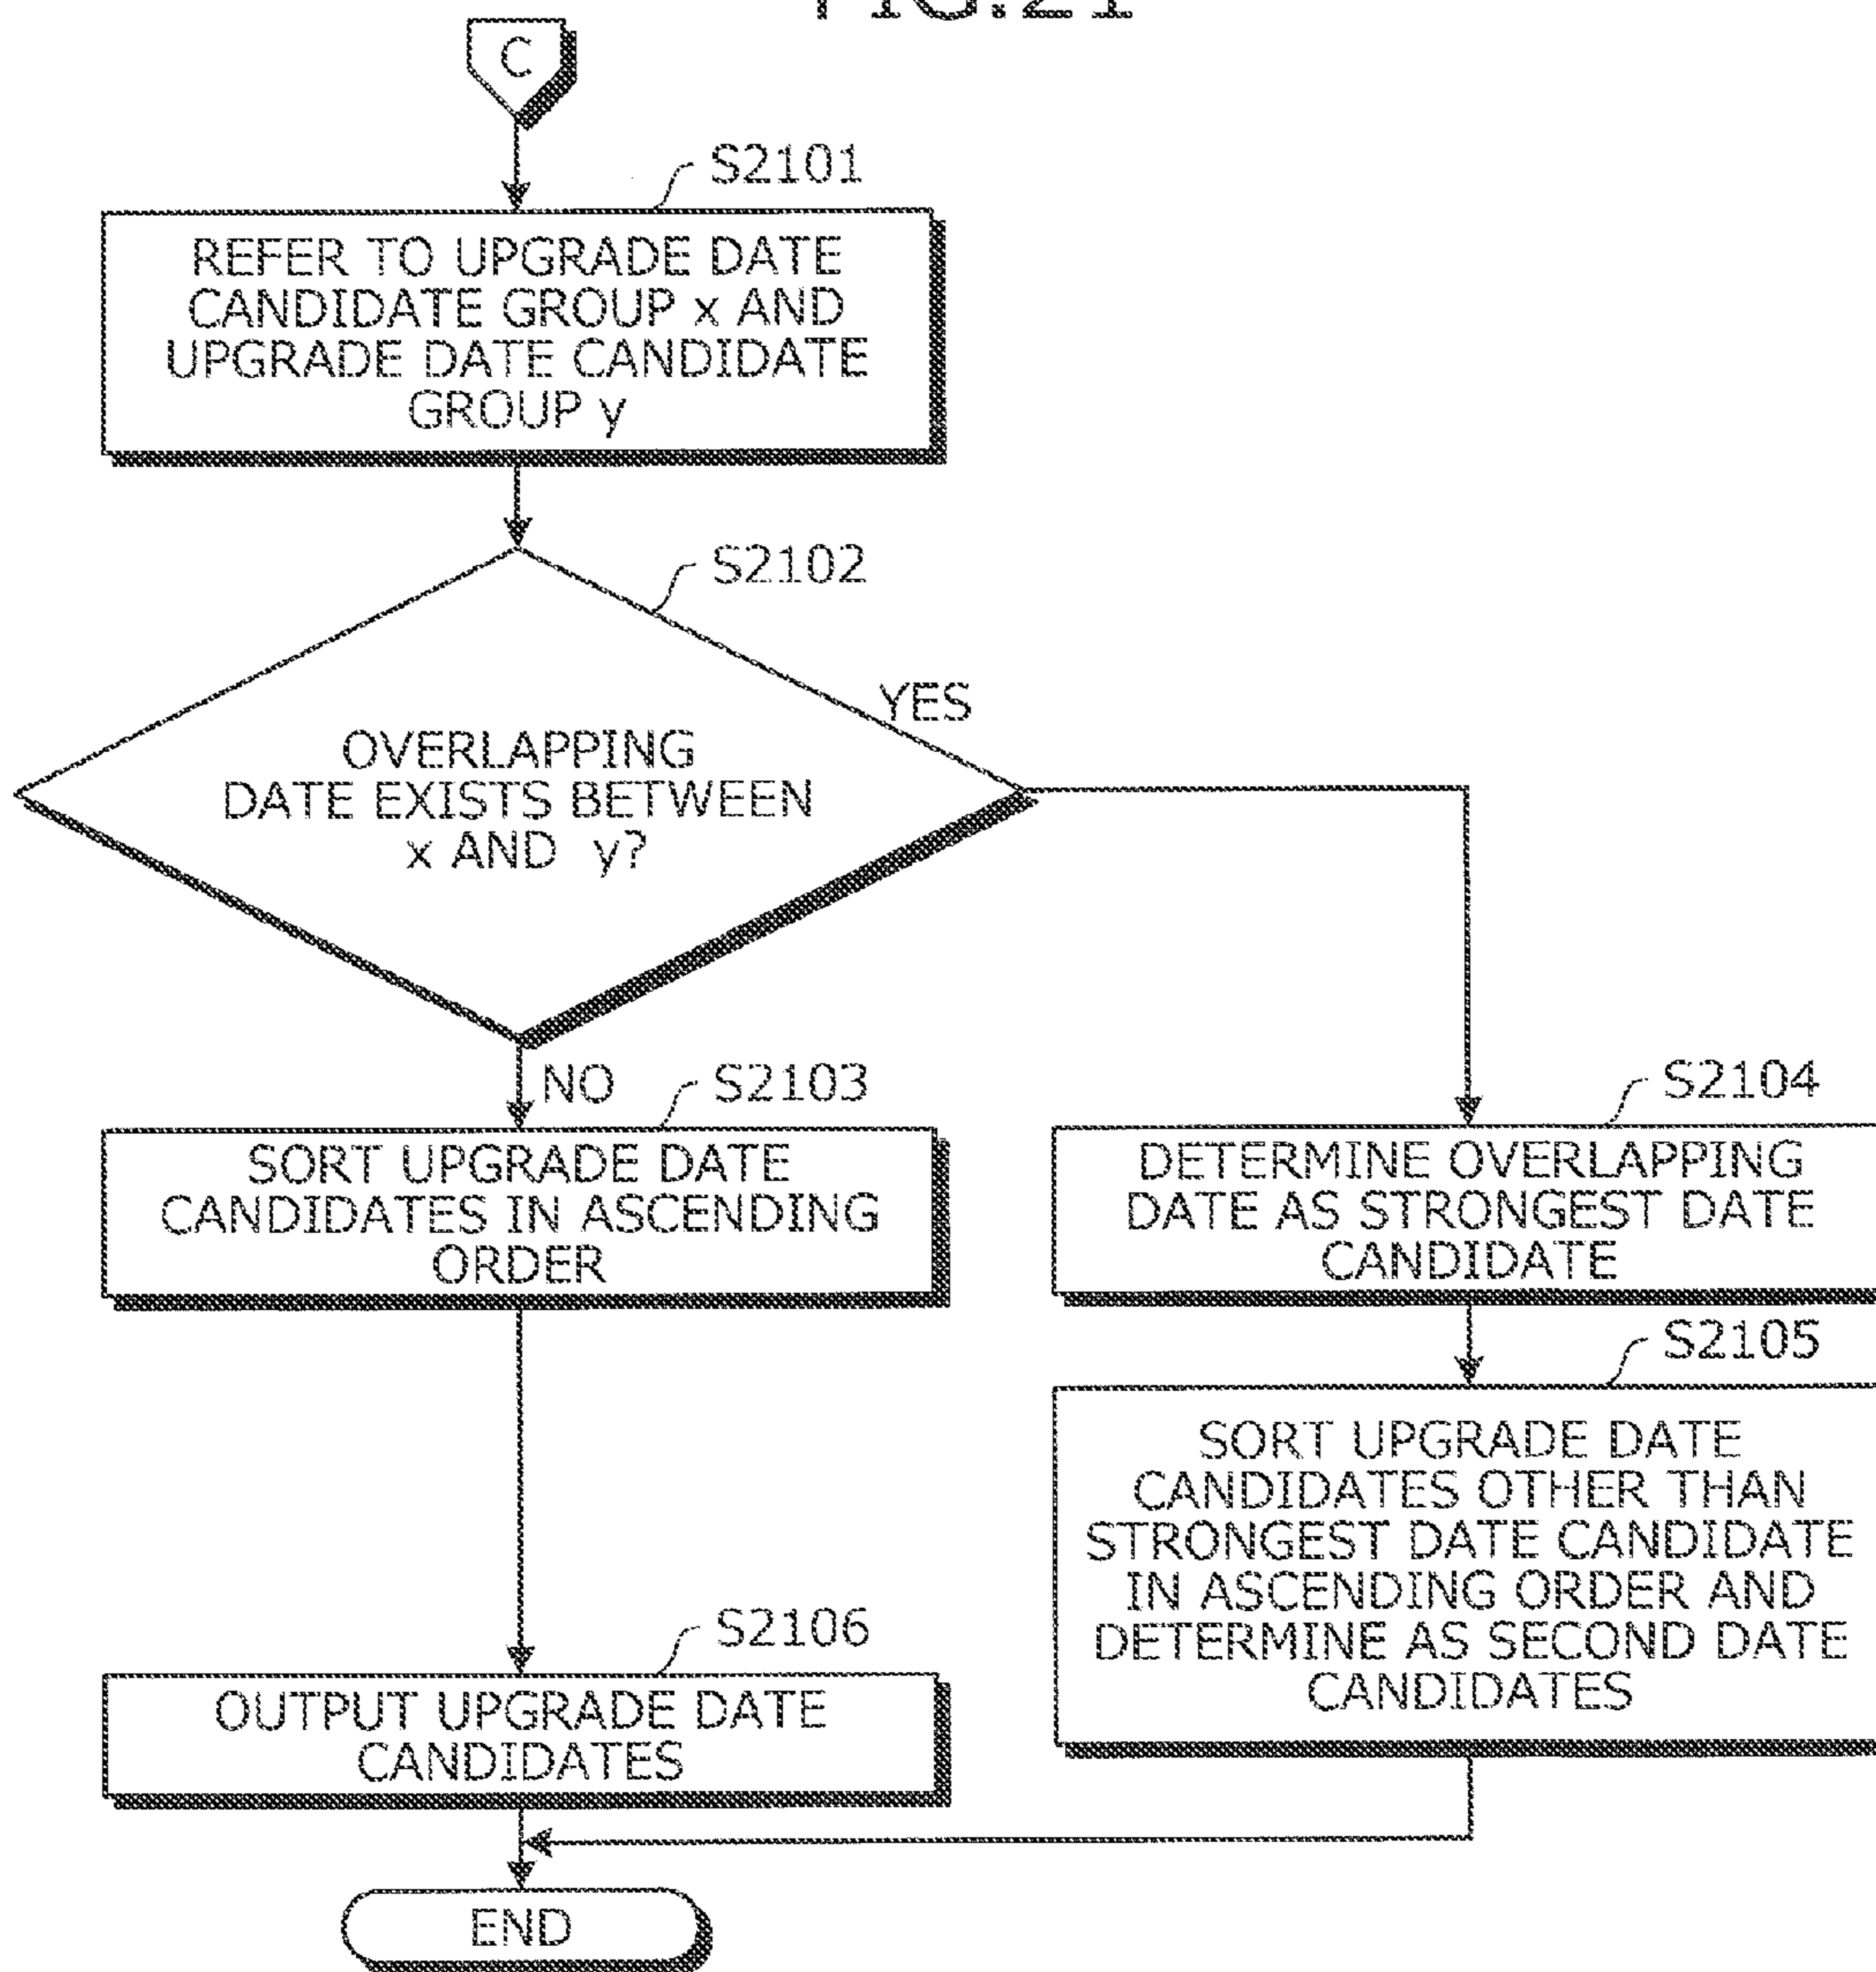 FIG.21
C
S2101
REFER TO UPGRADE DATE
CANDIDATE GROUP x AND
UPGRADE DATE CANDIDATE
GROUP y
S2102
YES
OVERLAPPING
DATE EXISTS BETWEEN
x AND y?
NO
S2103
SORT UPGRADE DATE
CANDIDATES IN ASCENDING
ORDER
S2104
DETERMINE OVERLAPPING
DATE AS STRONGEST DATE
CANDIDATE
S2105
SORT UPGRADE DATE
CANDIDATES OTHER THAN
STRONGEST DATE CANDIDATE
IN ASCENDING ORDER AND
DETERMINE AS SECOND DATE
CANDIDATES
S2106
OUTPUT UPGRADE DATE
CANDIDATES
END